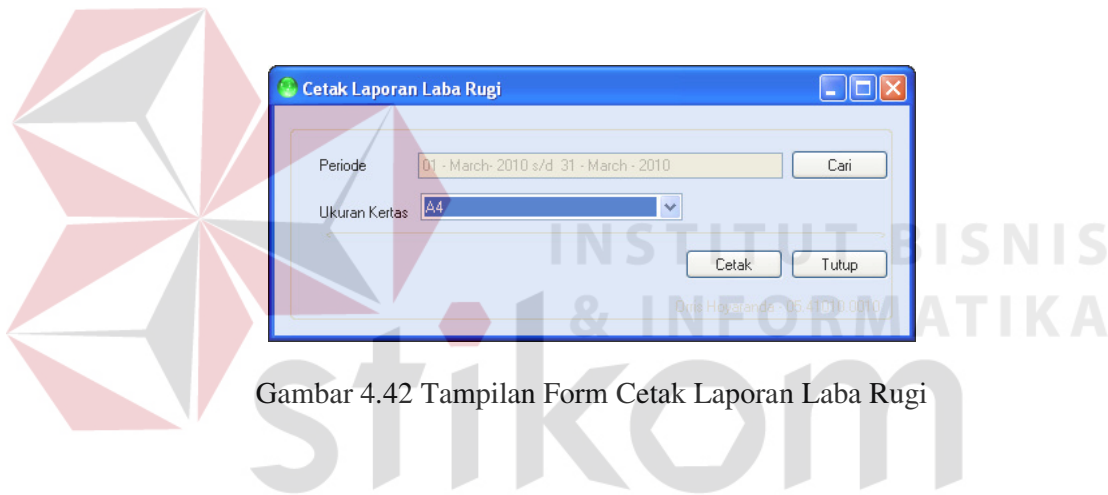 Cetak Laporan Laba Rugi
Periode 01 - March- 2010 s/d 31 - March - 2010 Cari
Ukuran Kertas A4
INSTITUT BISNIS
Cetak Tutup
& INFORMATIKA
stikom
Gambar 4.42 Tampilan Form Cetak Laporan Laba Rugi